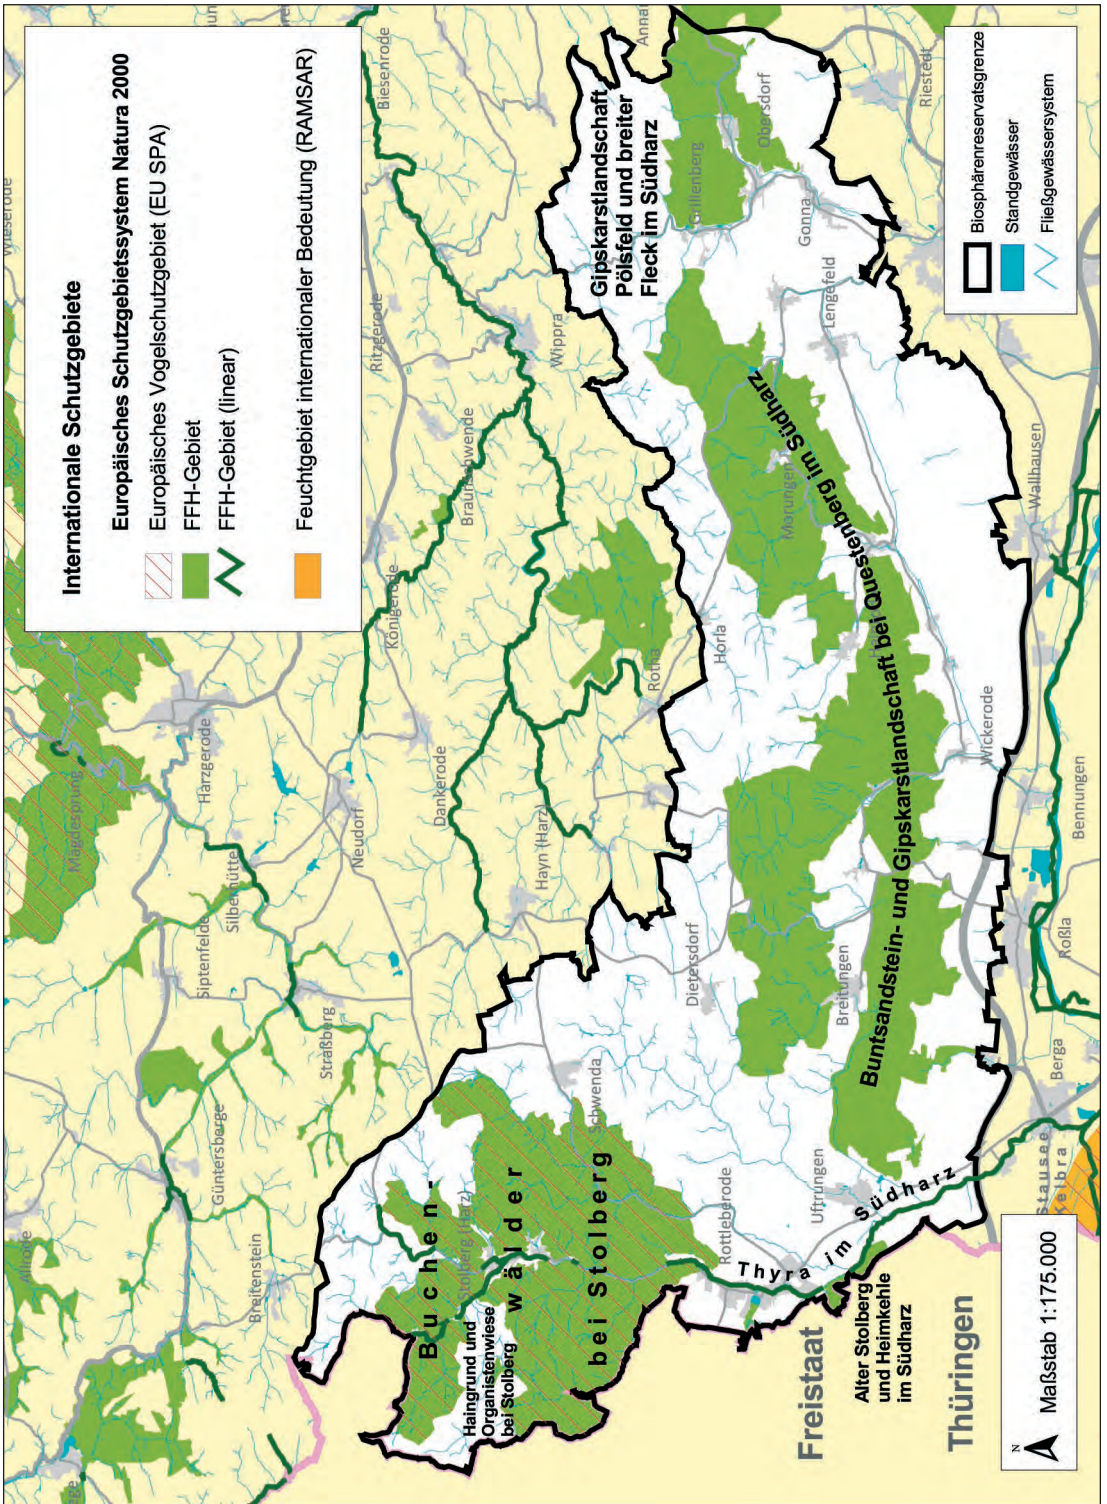 Internationale Schutzgebiete
Europäisches Schutzgebietssystem Natura 2000
Europäisches Vogelschutzgebiet (EU SPA)
FFH-Gebiet
FFH-Gebiet (linear)
Feuchtgebiet internationaler Bedeutung (RAMSAR)
Allrode
Güntersberge
Breitenstein
Straßberg
Siptenfelde
Silberhütte
Magdesprung
Harzgerode
Neudorf
Dankerode
Königerode
Hayn (Harz)
Rotha
Braunschwende
Ritzgerode
Wippra
Biesenrode
Wieserode
Horla
Buchen-
wälder
bei Stolberg
Haingrund und
Organistenwiese
bei Stolberg
Stolberg (Harz)
Schwenda
Dietersdorf
Breitungen
Rottleberode
Uftrungen
Thyra im Südharz
Alter Stolberg
und Heimkehle
im Südharz
Freistaat
Thüringen
Gipskarstlandschaft
Pölsfeld und breiter
Fleck im Südharz
Grillenberg
Obersdorf
Gonna
Lengefeld
Morungen
Buntsandstein- und Gipskarstlandschaft bei Questenberg im Südharz
Wickerode
Riestedt
Wallhausen
Bennungen
Roßla
Berga
Stausee
Kelbra
N
Maßstab 1:175.000
Biosphärenreservatsgrenze
Standgewässer
Fließgewässersystem